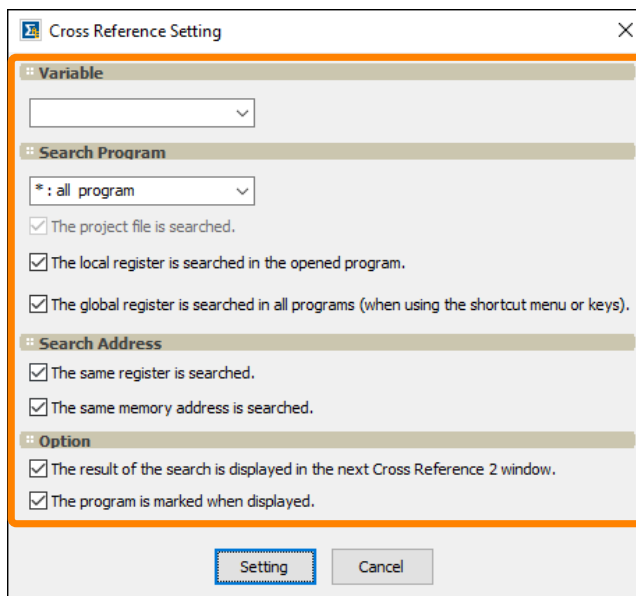 Cross Reference Setting
Variable
Search Program
* : all program
The project file is searched.
The local register is searched in the opened program.
The global register is searched in all programs (when using the shortcut menu or keys).
Search Address
The same register is searched.
The same memory address is searched.
Option
The result of the search is displayed in the next Cross Reference 2 window.
The program is marked when displayed.
Setting Cancel